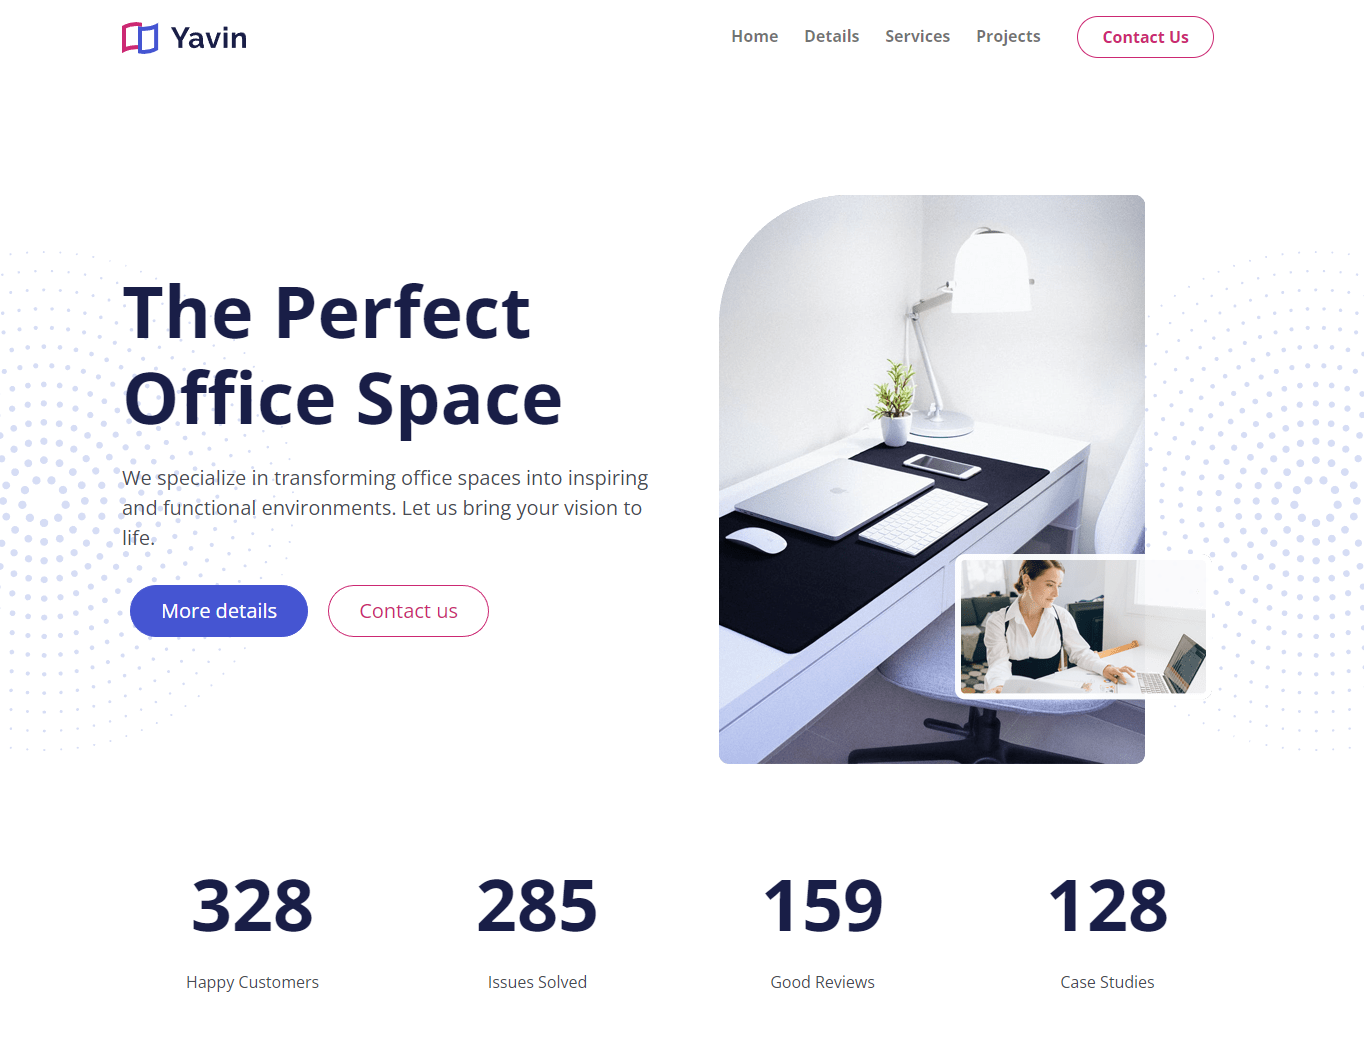 Yavin
Home Details Services Projects Contact Us
The Perfect
Office Space
We specialize in transforming office spaces into inspiring
and functional environments. Let us bring your vision to
life.
More details Contact us
328 285 159 128
Happy Customers Issues Solved Good Reviews Case Studies